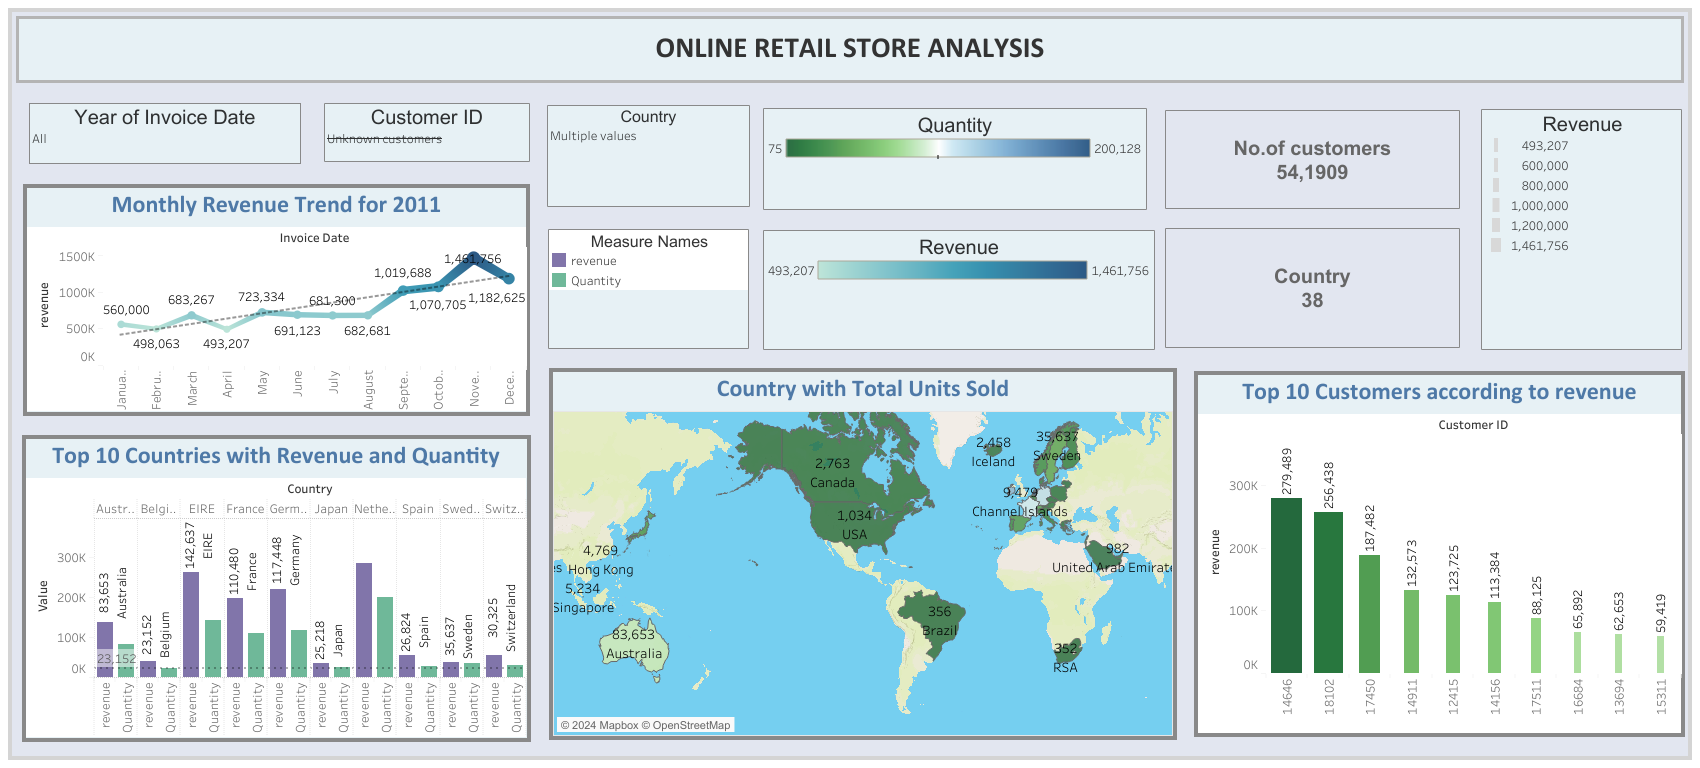 ONLINE RETAIL STORE ANALYSIS
Year of Invoice Date
All
Customer ID
Unknown customers
Country
Multiple values
Quantity
75
200,128
No.of customers
54,1909
Revenue
493,207
600,000
800,000
1,000,000
1,200,000
1,461,756
Measure Names
revenue
Quantity
Revenue
493,207
1,461,756
Country
38
Monthly Revenue Trend for 2011
Invoice Date
revenue
1500K
1000K
500K
0K
560,000
498,063
683,267
493,207
723,334
691,123
681,300
682,681
1,019,688
1,070,705
1,461,756
1,182,625
Janua..
Febru..
March
April
May
June
July
August
Septe..
Octob..
Nove..
Dece..
Top 10 Countries with Revenue and Quantity
Country
Austr..
Belgi..
EIRE
France
Germ..
Japan
Nethe..
Spain
Swed..
Switz..
Value
300K
200K
100K
0K
83,653
Australia
23,152
23,152
Belgium
142,637
EIRE
110,480
France
117,448
Germany
25,218
Japan
26,824
Spain
35,637
Sweden
30,325
Switzerland
revenue
Quantity
revenue
Quantity
revenue
Quantity
revenue
Quantity
revenue
Quantity
revenue
Quantity
revenue
Quantity
revenue
Quantity
revenue
Quantity
revenue
Quantity
Country with Total Units Sold
2,763
Canada
1,034
USA
2,458
Iceland
35,637
Sweden
9,479
Channel Islands
982
United Arab Emirate
4,769
es Hong Kong
5,234
Singapore
83,653
Australia
356
Brazil
352
RSA
© 2024 Mapbox © OpenStreetMap
Top 10 Customers according to revenue
Customer ID
revenue
300K
200K
100K
0K
279,489
256,438
187,482
132,573
123,725
113,384
88,125
65,892
62,653
59,419
14646
18102
17450
14911
12415
14156
17511
16684
13694
15311